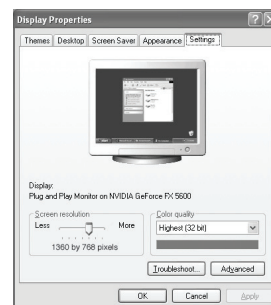 Display Properties
Themes Desktop Screen Saver Appearance Settings
Display:
Plug and Play Monitor on NVIDIA GeForce FX 5600
Screen resolution
Less More
1360 by 768 pixels
Color quality
Highest (32 bit)
Troubleshoot... Advanced
OK Cancel Apply